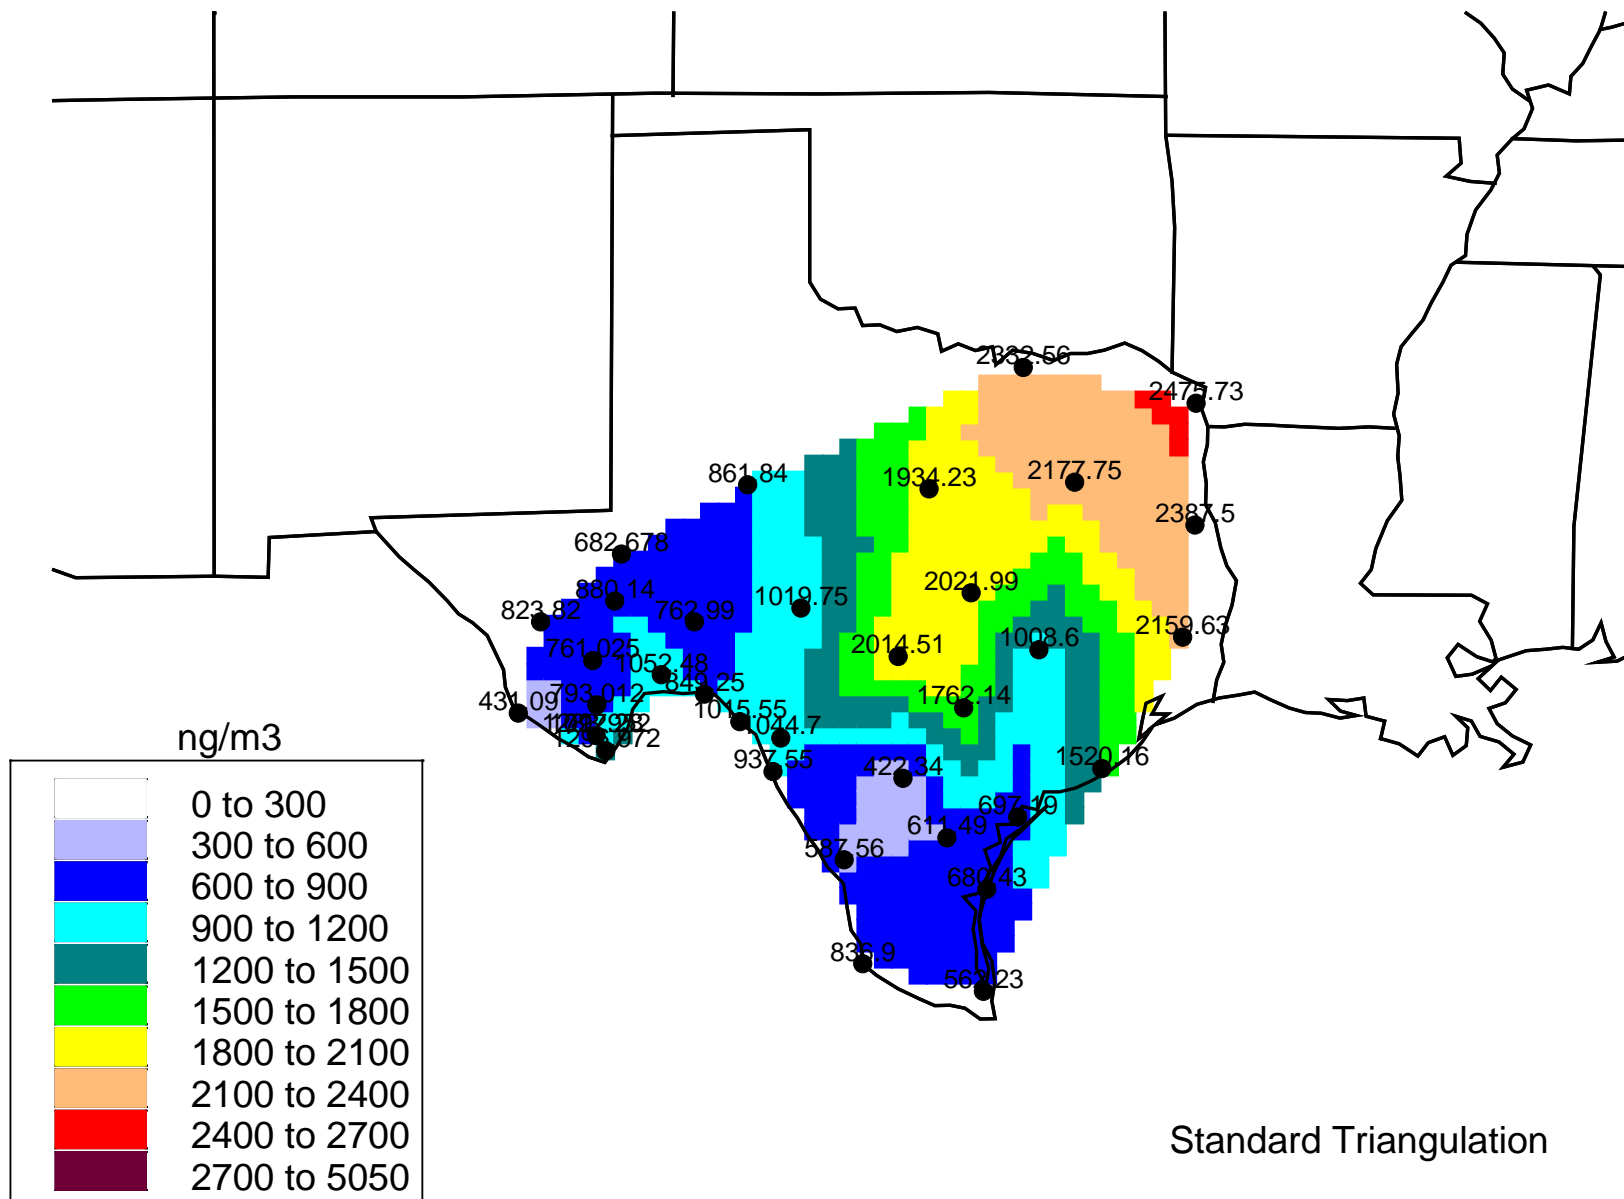 2332.56
2475.73
861.84
1934.23
2177.75
2387.5
682.678
880.14
2021.99
1019.75
823.82
762.99
2159.63
1008.6
761.025
2014.51
1052.48
849.25
431.09
793.012
1762.14
1015.55
1044.7
937.55
422.34
1520.16
697.19
611.49
587.56
680.43
836.9
562.23
ng/m3
0 to 300
300 to 600
600 to 900
900 to 1200
1200 to 1500
1500 to 1800
1800 to 2100
2100 to 2400
2400 to 2700
2700 to 5050
Standard Triangulation